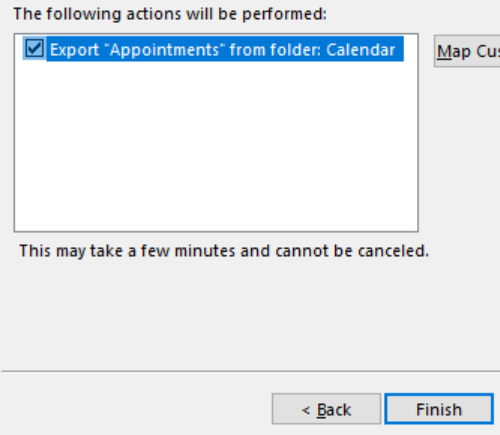 The following actions will be performed:
Export "Appointments" from folder: Calendar
Map Cus
This may take a few minutes and cannot be canceled.
< Back
Finish